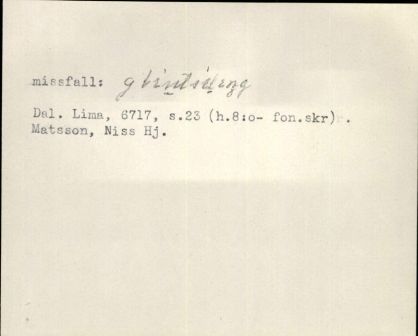 missfall:
Dal. Lima, 6717, s.23 (h.8:o- fon.skr).
Matsson, Niss Hj.